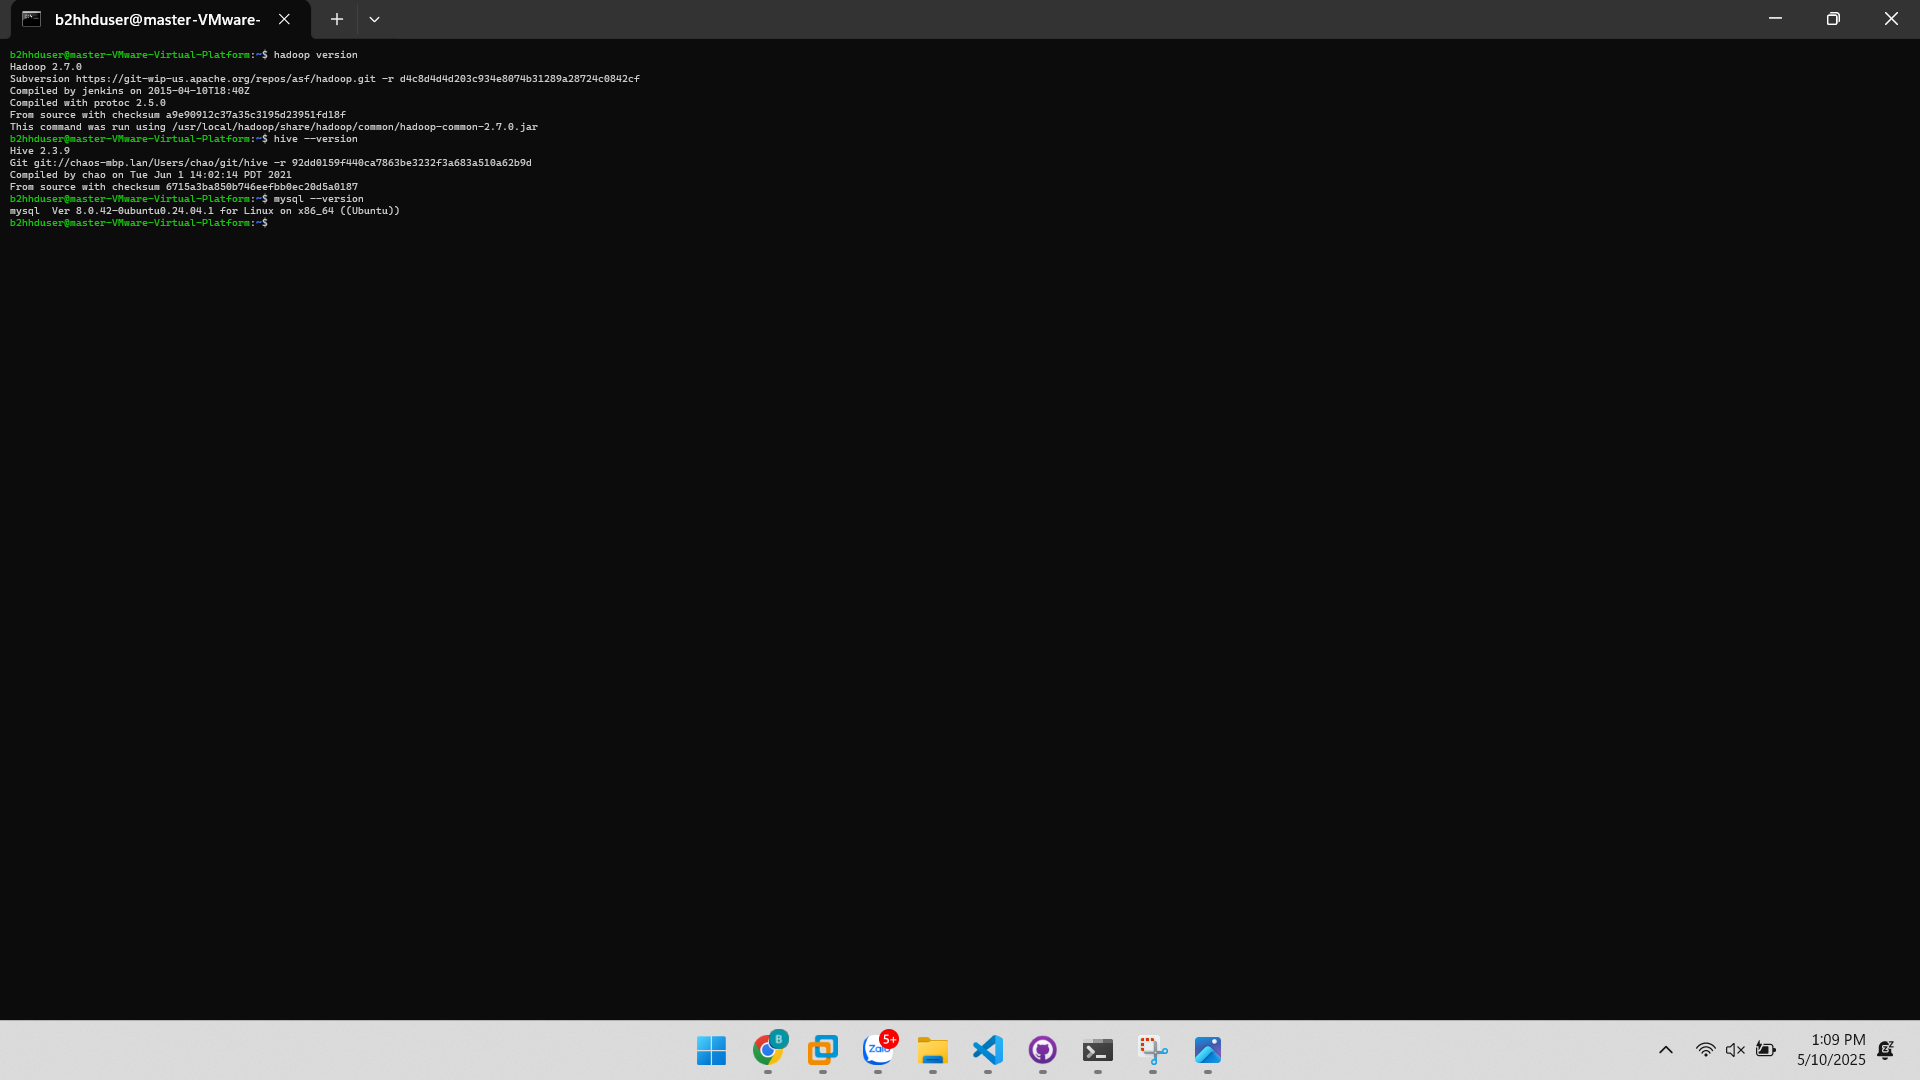 b2hhduser@master-VMware-
b2hhduser@master-VMware-Virtual-Platform:~$ hadoop version
Hadoop 2.7.0
Subversion https://git-wip-us.apache.org/repos/asf/hadoop.git -r d4c8d4d4d203c934e8074b31289a28724c0842cf
Compiled by jenkins on 2015-04-10T18:40Z
Compiled with protoc 2.5.0
From source with checksum a9e90912c37a35c3195d23951fd18f
This command was run using /usr/local/hadoop/share/hadoop/common/hadoop-common-2.7.0.jar
b2hhduser@master-VMware-Virtual-Platform:~$ hive --version
Hive 2.3.9
Git git://chaos-mbp.lan/Users/chao/git/hive -r 92dd0159f440ca7863be3232f3a683a510a62b9d
Compiled by chao on Tue Jun 1 14:02:14 PDT 2021
From source with checksum 6715a3ba850b746eefbb0ec20d5a0187
b2hhduser@master-VMware-Virtual-Platform:~$ mysql --version
mysql  Ver 8.0.42-0ubuntu0.24.04.1 for Linux on x86_64 ((Ubuntu))
b2hhduser@master-VMware-Virtual-Platform:~$
B
Zalo
5+
1:09 PM
5/10/2025